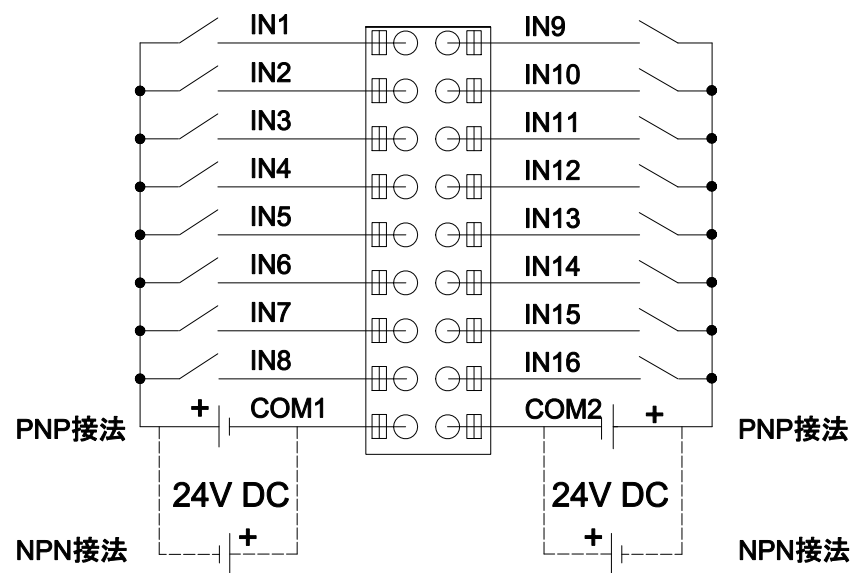 IN1 IN9
IN2 IN10
IN3 IN11
IN4 IN12
IN5 IN13
IN6 IN14
IN7 IN15
IN8 IN16
+ COM1 COM2 +
PNP接法 PNP接法
24V DC 24V DC
+ +
NPN接法 NPN接法